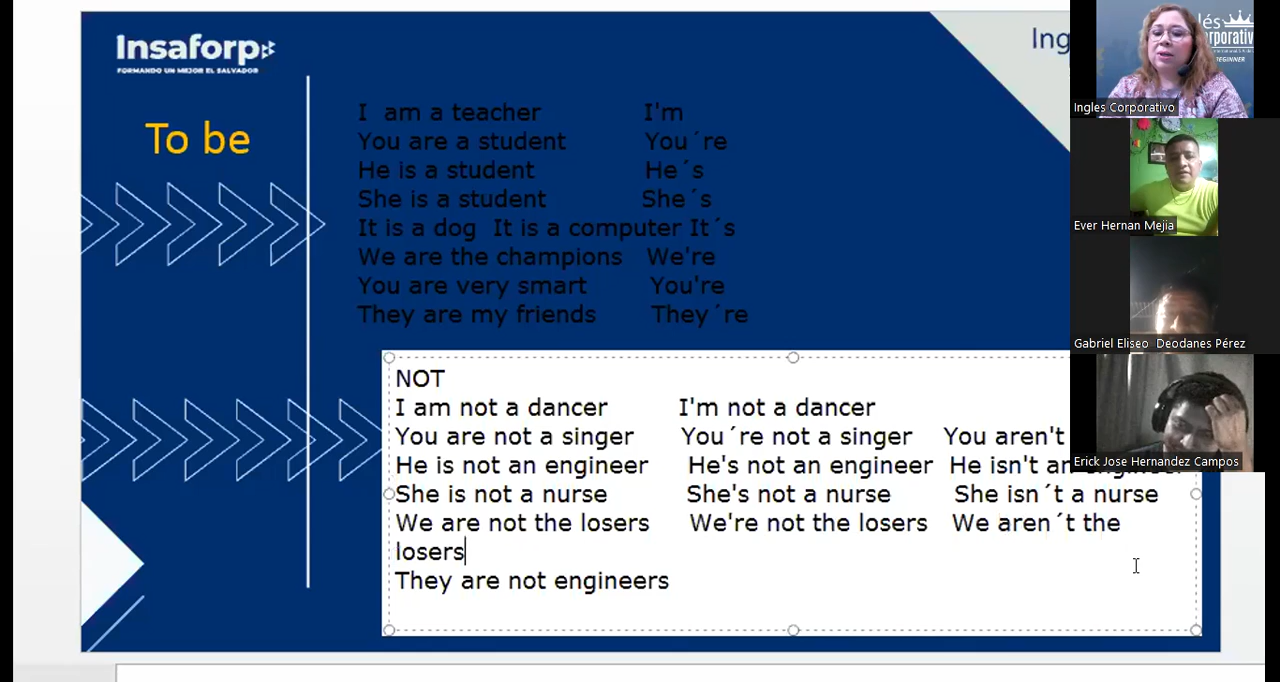 Insaforp
FORMANDO UN MEJOR EL SALVADOR
Ing
To be
I am a teacher I'm
You are a student You´re
He is a student He´s
She is a student She´s
It is a dog It is a computer It´s
We are the champions We're
You are very smart You're
They are my friends They´re
NOT
I am not a dancer I'm not a dancer
You are not a singer You´re not a singer You aren't
He is not an engineer He's not an engineer He isn't an engineer
She is not a nurse She's not a nurse She isn´t a nurse
We are not the losers We're not the losers We aren´t the
losers
They are not engineers
lés
orporativ
BEGINNER
Ingles Corporativo
Ever Hernan Mejia
Gabriel Eliseo Deodanes Pérez
Erick Jose Hernandez Campos